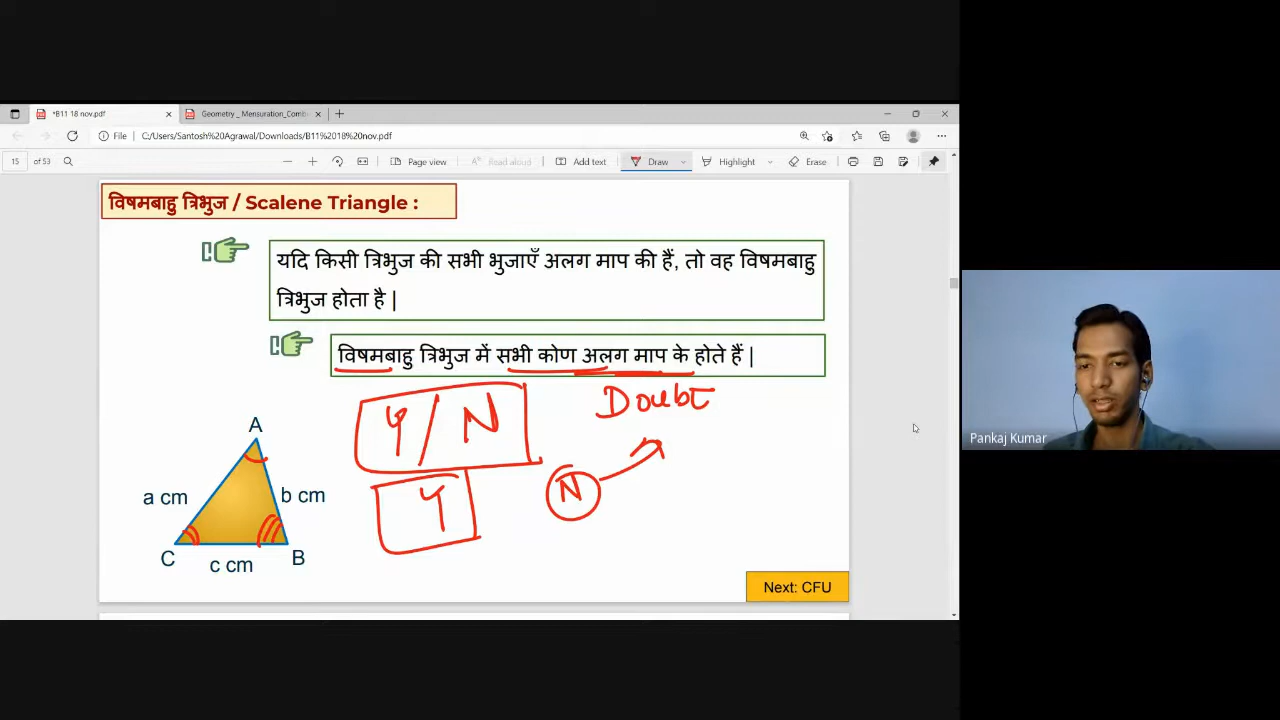 *B11 18 nov.pdf
Geometry _ Mensuration_Comb
File
C:/Users/Santosh%20Agrawal/Downloads/B11%2018%20nov.pdf
15 of 53
Page view
Read aloud
Add text
Draw
Highlight
Erase
विषमबाहु त्रिभुज / Scalene Triangle :
यदि किसी त्रिभुज की सभी भुजाएँ अलग माप की हैं, तो वह विषमबाहु
त्रिभुज होता है |
विषमबाहु त्रिभुज में सभी कोण अलग माप के होते हैं |
Doubt
Y / N
A
N
Y
a cm
b cm
C
B
c cm
Next: CFU
Pankaj Kumar